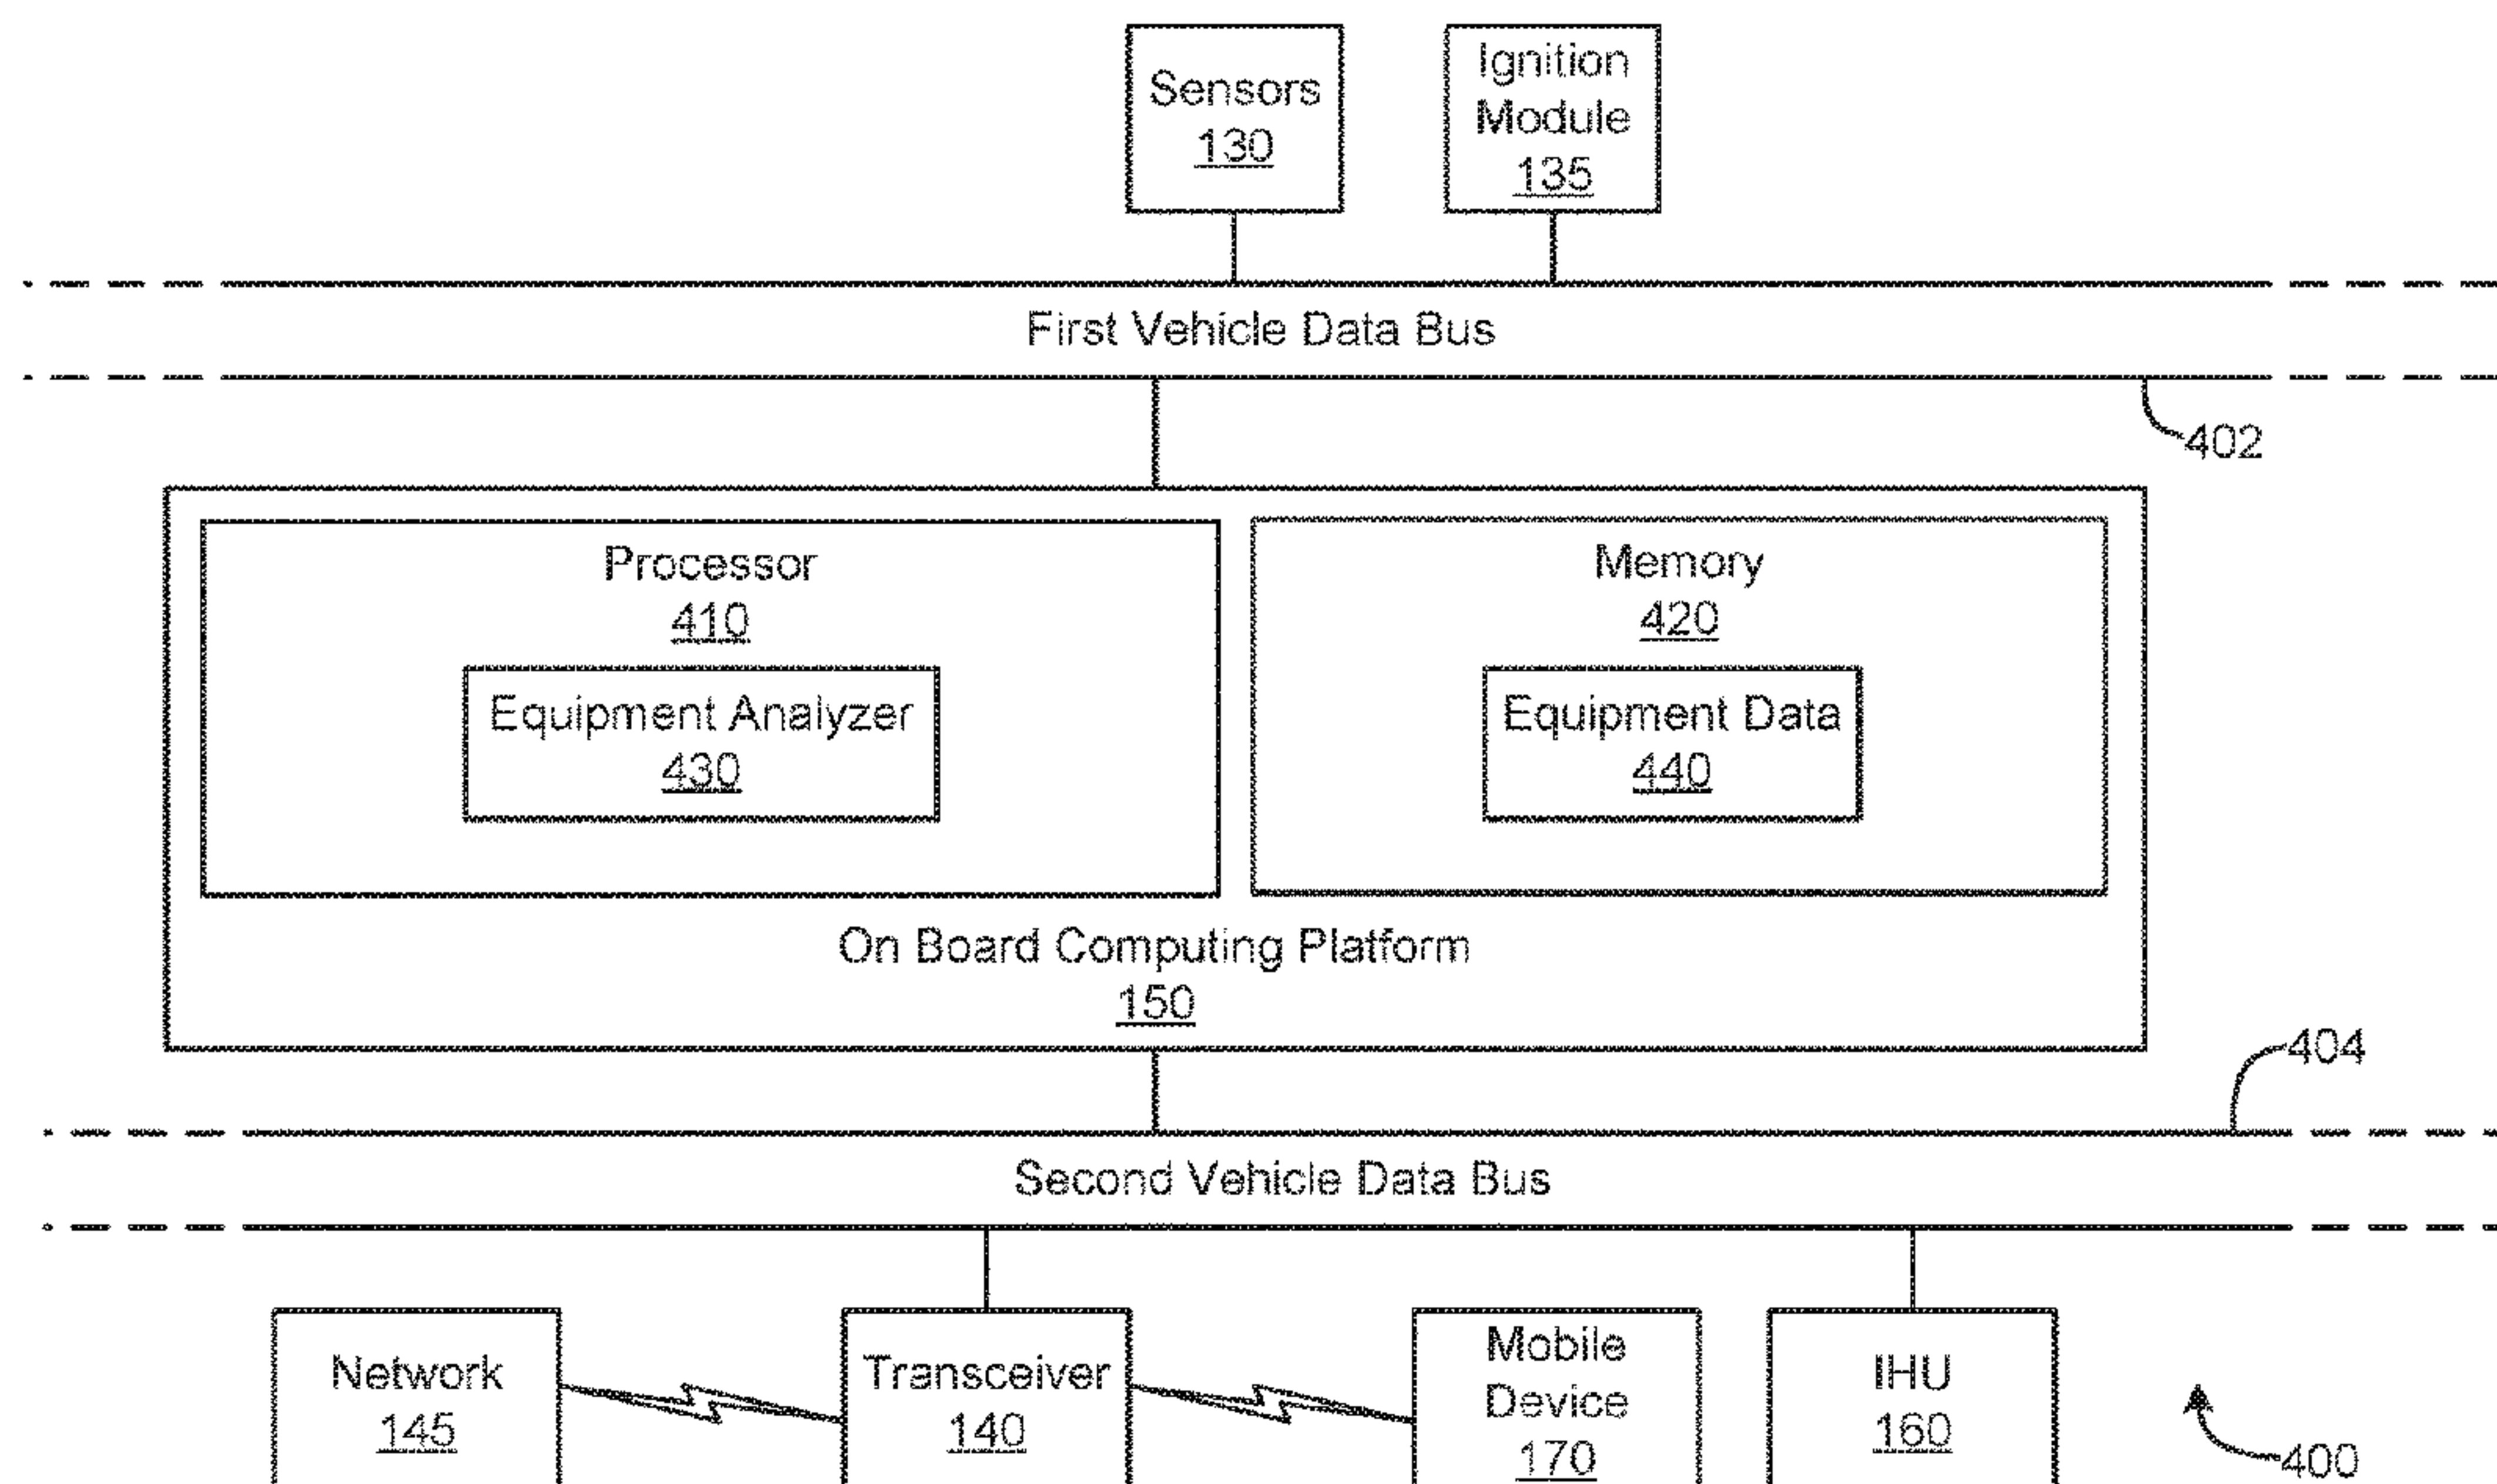 Sensors
130
Ignition
Module
135
First Vehicle Data Bus
402
Processor
410
Equipment Analyzer
430
Memory
420
Equipment Data
440
On Board Computing Platform
150
404
Second Vehicle Data Bus
Network
145
Transceiver
140
Mobile
Device
170
IHU
160
400